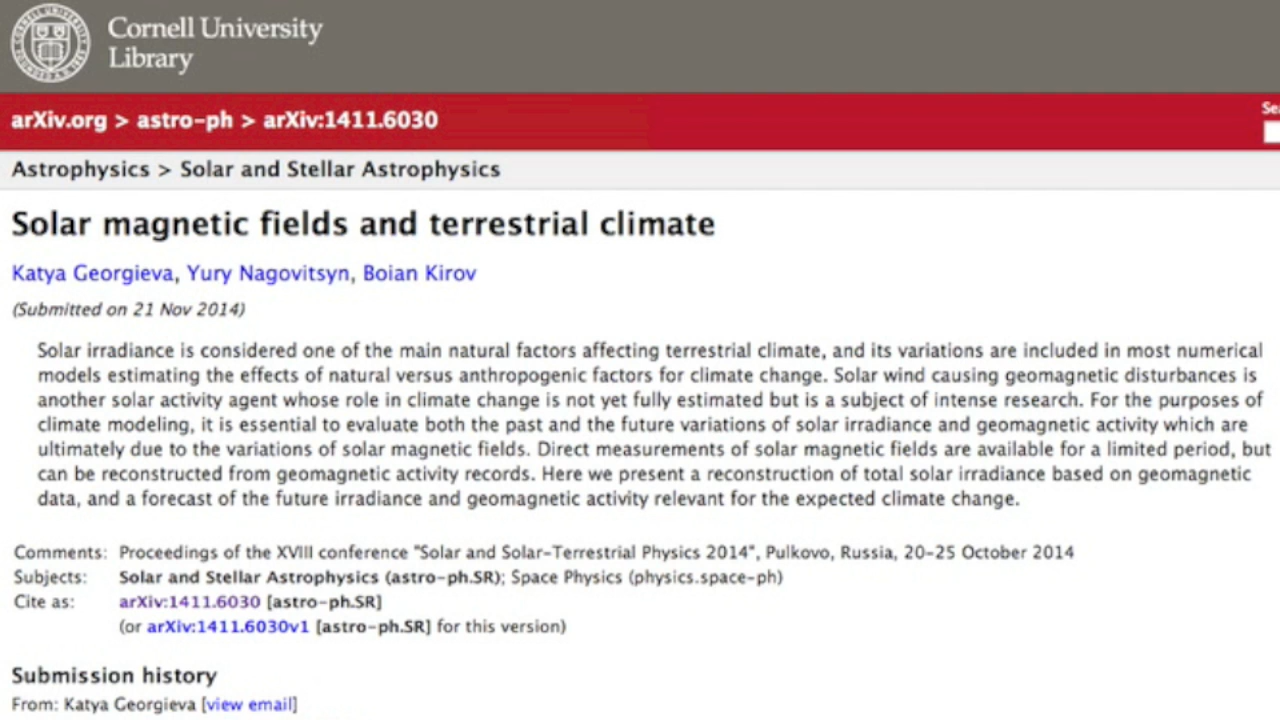 Cornell University
Library
arXiv.org > astro-ph > arXiv:1411.6030
Astrophysics > Solar and Stellar Astrophysics
Solar magnetic fields and terrestrial climate
Katya Georgieva, Yury Nagovitsyn, Boian Kirov
(Submitted on 21 Nov 2014)
Solar irradiance is considered one of the main natural factors affecting terrestrial climate, and its variations are included in most numerical
models estimating the effects of natural versus anthropogenic factors for climate change. Solar wind causing geomagnetic disturbances is
another solar activity agent whose role in climate change is not yet fully estimated but is a subject of intense research. For the purposes of
climate modeling, it is essential to evaluate both the past and the future variations of solar irradiance and geomagnetic activity which are
ultimately due to the variations of solar magnetic fields. Direct measurements of solar magnetic fields are available for a limited period, but
can be reconstructed from geomagnetic activity records. Here we present a reconstruction of total solar irradiance based on geomagnetic
data, and a forecast of the future irradiance and geomagnetic activity relevant for the expected climate change.
Comments: Proceedings of the XVIII conference "Solar and Solar-Terrestrial Physics 2014", Pulkovo, Russia, 20-25 October 2014
Subjects: Solar and Stellar Astrophysics (astro-ph.SR); Space Physics (physics.space-ph)
Cite as: arXiv:1411.6030 [astro-ph.SR]
(or arXiv:1411.6030v1 [astro-ph.SR] for this version)
Submission history
From: Katya Georgieva [view email]